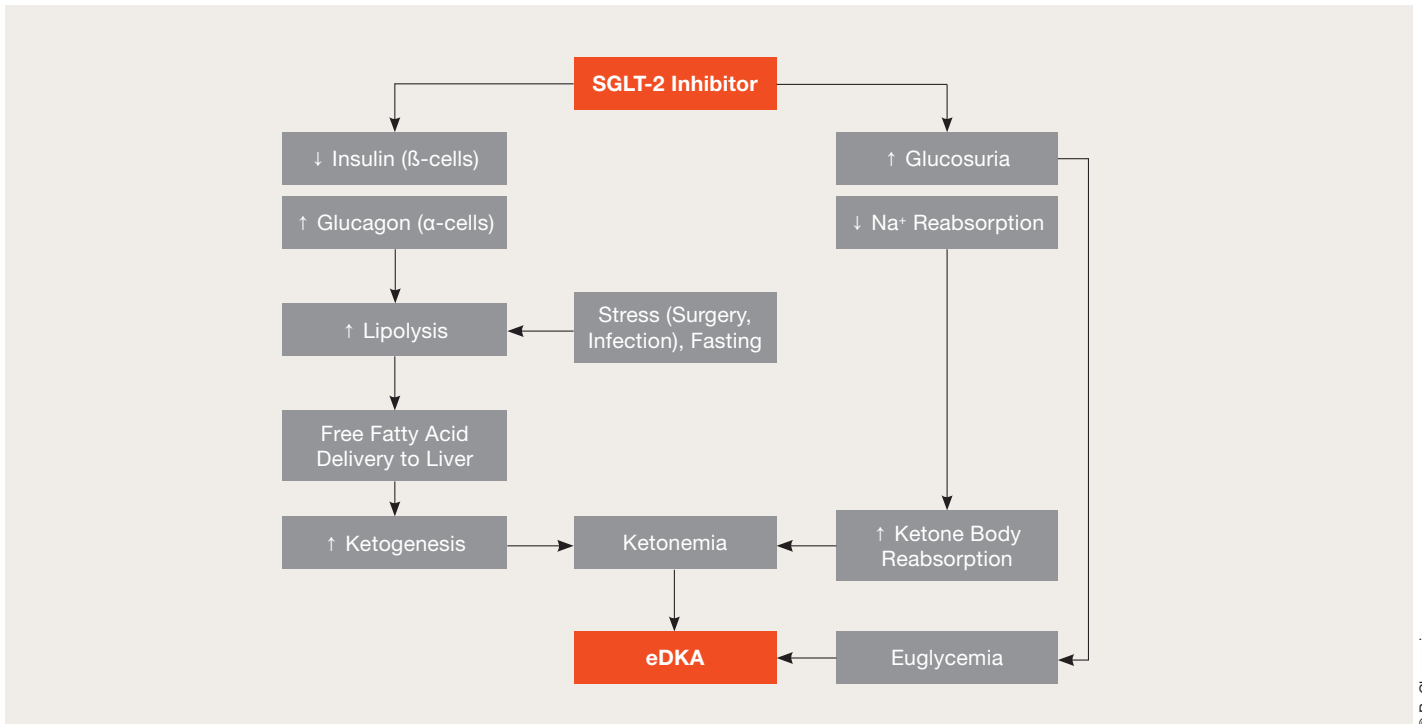 SGLT-2 Inhibitor
↓ Insulin (ß-cells)
↑ Glucosuria
↑ Glucagon (α-cells)
↓ Na⁺ Reabsorption
↑ Lipolysis
Stress (Surgery,
Infection), Fasting
Free Fatty Acid
Delivery to Liver
↑ Ketogenesis
Ketonemia
↑ Ketone Body
Reabsorption
eDKA
Euglycemia